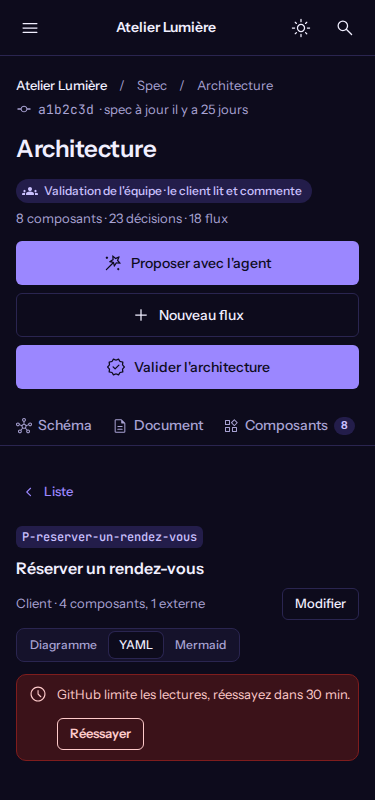 Atelier Lumière
Atelier Lumière / Spec / Architecture
a1b2c3d · spec à jour il y a 25 jours
Architecture
Validation de l'équipe · le client lit et commente
8 composants · 23 décisions · 18 flux
Proposer avec l'agent
Nouveau flux
Valider l'architecture
Schéma Document Composants 8
Liste
P-reserver-un-rendez-vous
Réserver un rendez-vous
Client · 4 composants, 1 externe Modifier
Diagramme YAML Mermaid
GitHub limite les lectures, réessayez dans 30 min.
Réessayer